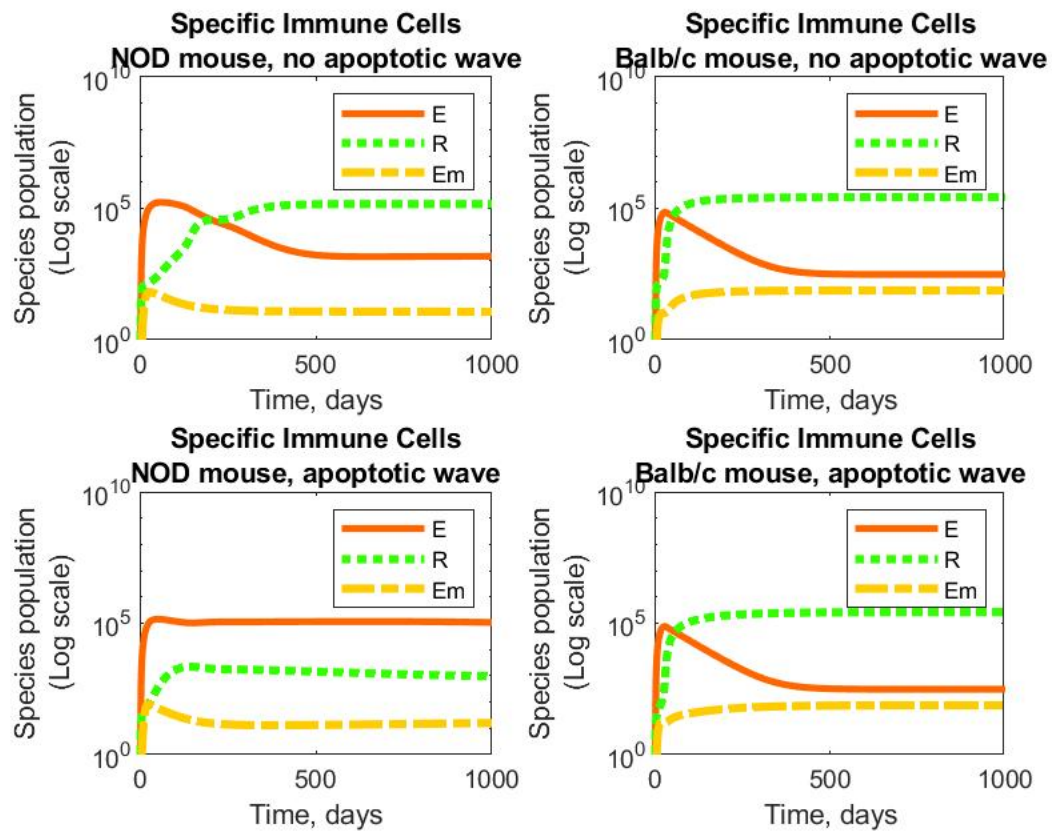 Specific Immune Cells
NOD mouse, no apoptotic wave
10^10
10^5
10^0
Species population
(Log scale)
E
R
Em
0
500
1000
Time, days
Specific Immune Cells
Balb/c mouse, no apoptotic wave
10^10
10^5
10^0
Species population
(Log scale)
E
R
Em
0
500
1000
Time, days
Specific Immune Cells
NOD mouse, apoptotic wave
10^10
10^5
10^0
Species population
(Log scale)
E
R
Em
0
500
1000
Time, days
Specific Immune Cells
Balb/c mouse, apoptotic wave
10^10
10^5
10^0
Species population
(Log scale)
E
R
Em
0
500
1000
Time, days